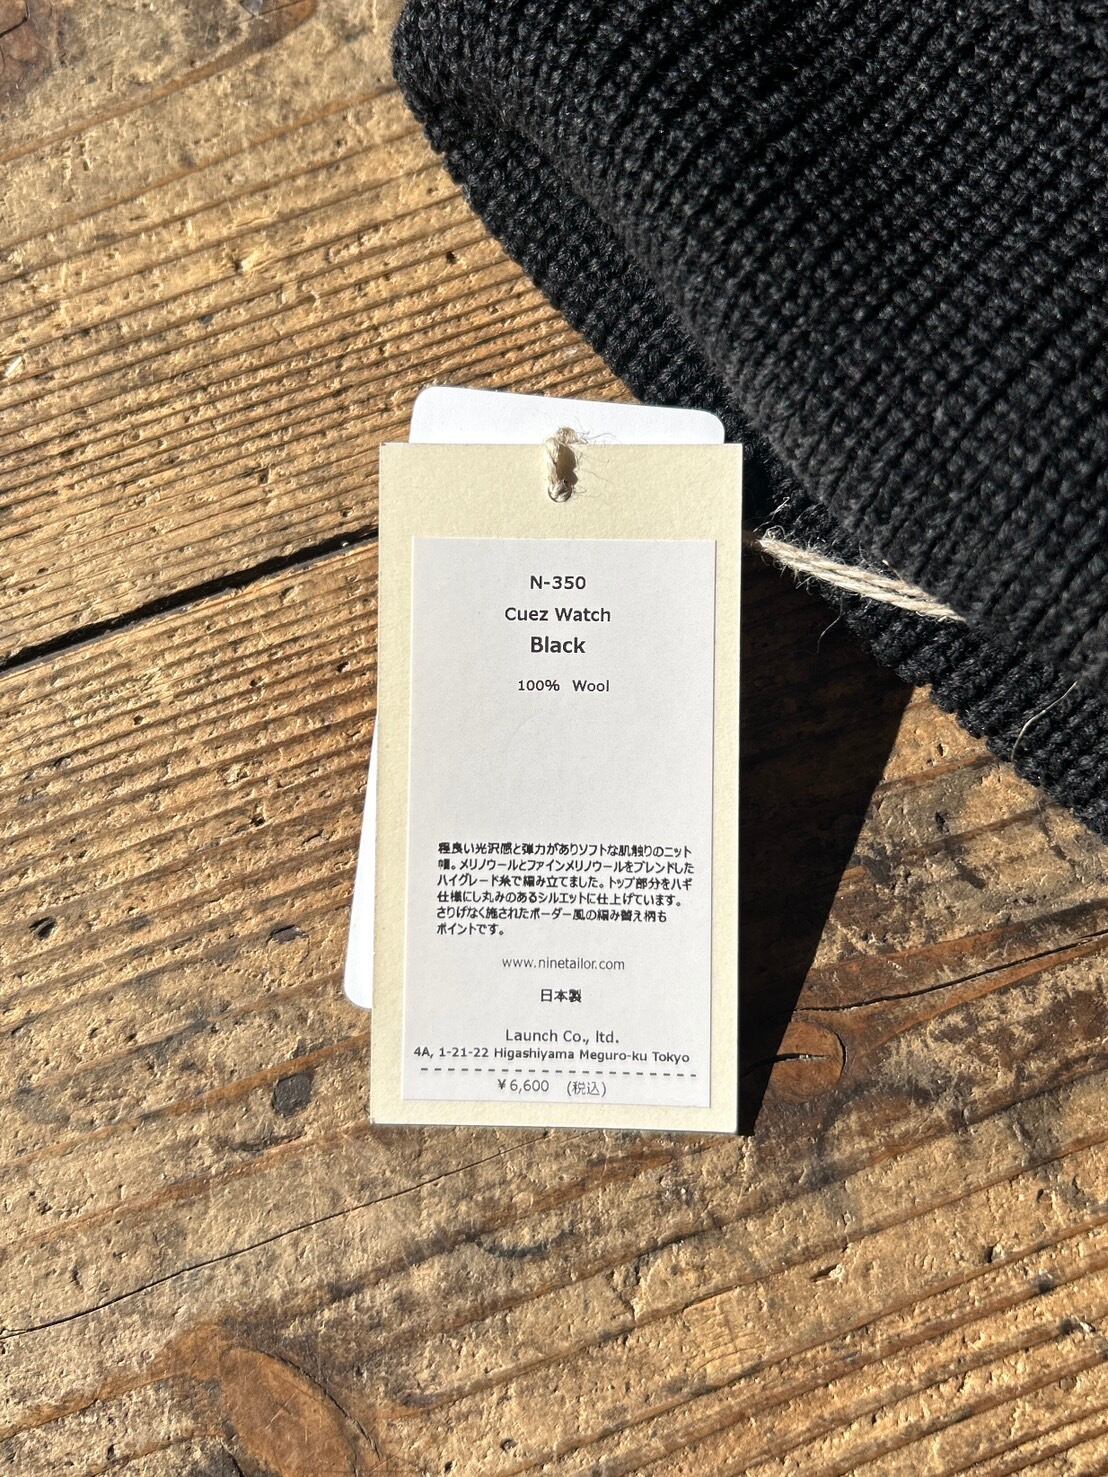 N-350
Cuez Watch
Black
100% Wool
程良い光沢感と弾力がありソフトな肌触りのニット
帽。メリノウールとファインメリノウールをブレンドした
ハイグレード糸で編み立てました。トップ部分をハギ
仕様にし丸みのあるシルエットに仕上げています。
さりげなく施されたボーダー風の編み替え柄も
ポイントです。
www.ninetailor.com
日本製
Launch Co., ltd.
4A, 1-21-22 Higashiyama Meguro-ku Tokyo
¥6,600 (税込)